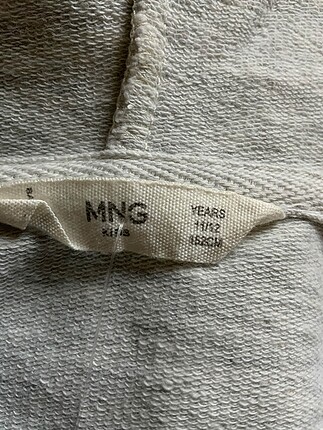 MNG
KIDS
YEARS
11/12
152CM